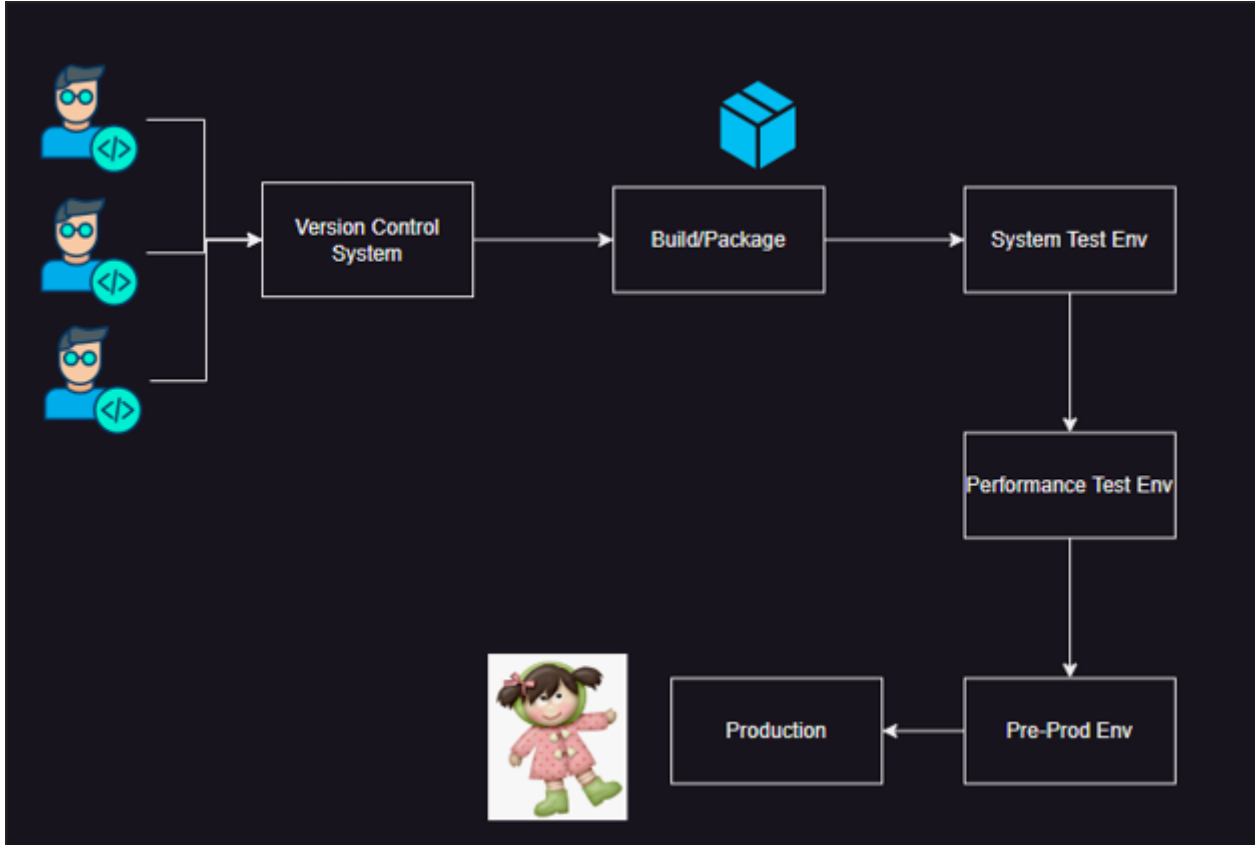 </>
</>
</>
Version Control
System
Build/Package
System Test Env
Performance Test Env
Production
Pre-Prod Env